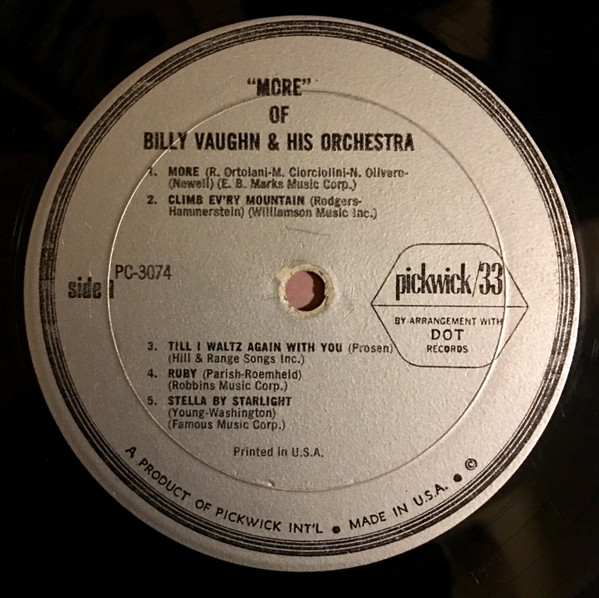 "MORE"
OF
BILLY VAUGHN & HIS ORCHESTRA
1. MORE (R. Ortolani-M. Ciorciolini-N. Olivero-
(Newell) (E. B. Marks Music Corp.)
2. CLIMB EV'RY MOUNTAIN (Rodgers-
Hammerstein) (Williamson Music Inc.)
side 1
PC-3074
pickwick/33
BY ARRANGEMENT WITH
DOT
RECORDS
3. TILL I WALTZ AGAIN WITH YOU (Prosen)
(Hill & Range Songs Inc.)
4. RUBY (Parish-Roemheld)
(Robbins Music Corp.)
5. STELLA BY STARLIGHT
(Young-Washington)
(Famous Music Corp.)
Printed in U.S.A.
A PRODUCT OF PICKWICK INT'L • MADE IN U.S.A. • ©